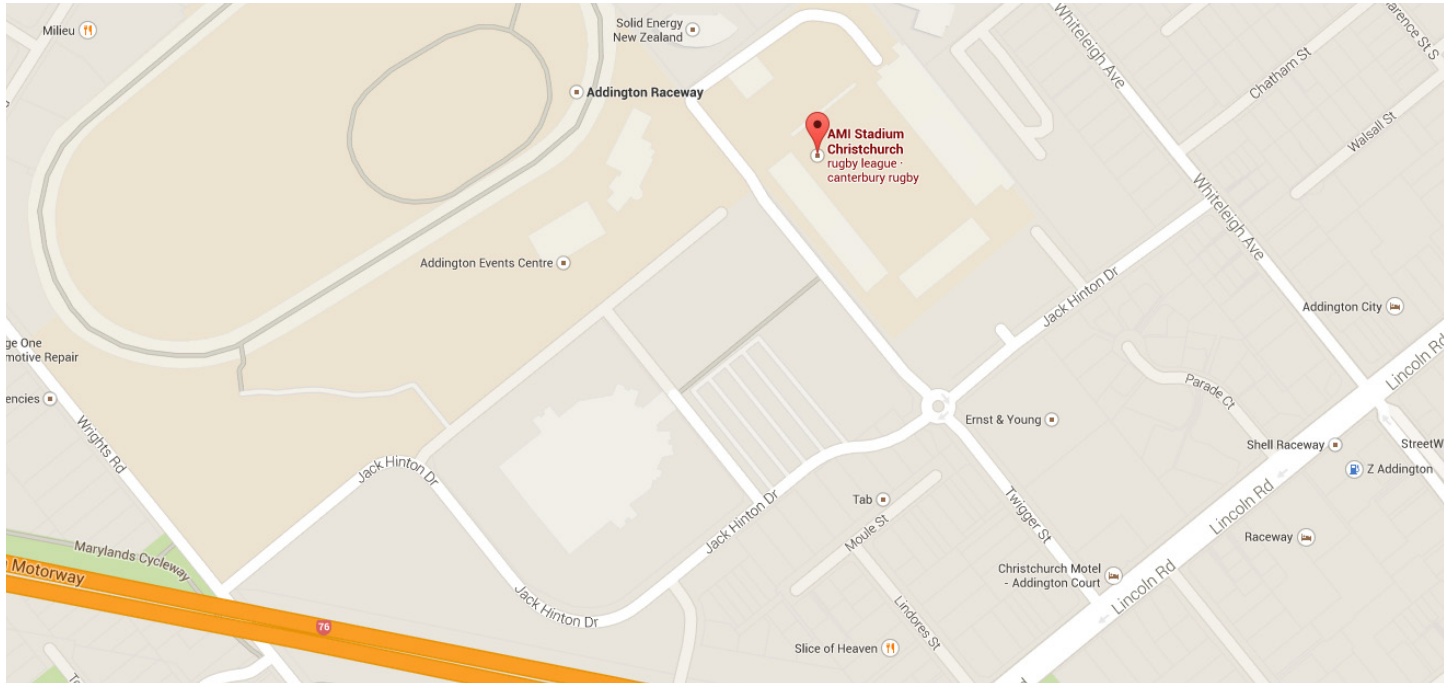 Milieu
Solid Energy
New Zealand
Addington Raceway
AMI Stadium
Christchurch
rugby league ·
canterbury rugby
Addington Events Centre
Whiteleigh Ave
Chatham St
Walsall St
Whiteleigh Ave
Jack Hinton Dr
Addington City
Lincoln Rd
Parade Ct
Ernst & Young
Shell Raceway
Z Addington
Lincoln Rd
Raceway
Wrights Rd
Jack Hinton Dr
Jack Hinton Dr
Tab
Moule St
Twigger St
Christchurch Motel
- Addington Court
Lincoln Rd
Marylands Cycleway
Motorway
76
Jack Hinton Dr
Lindores St
Slice of Heaven